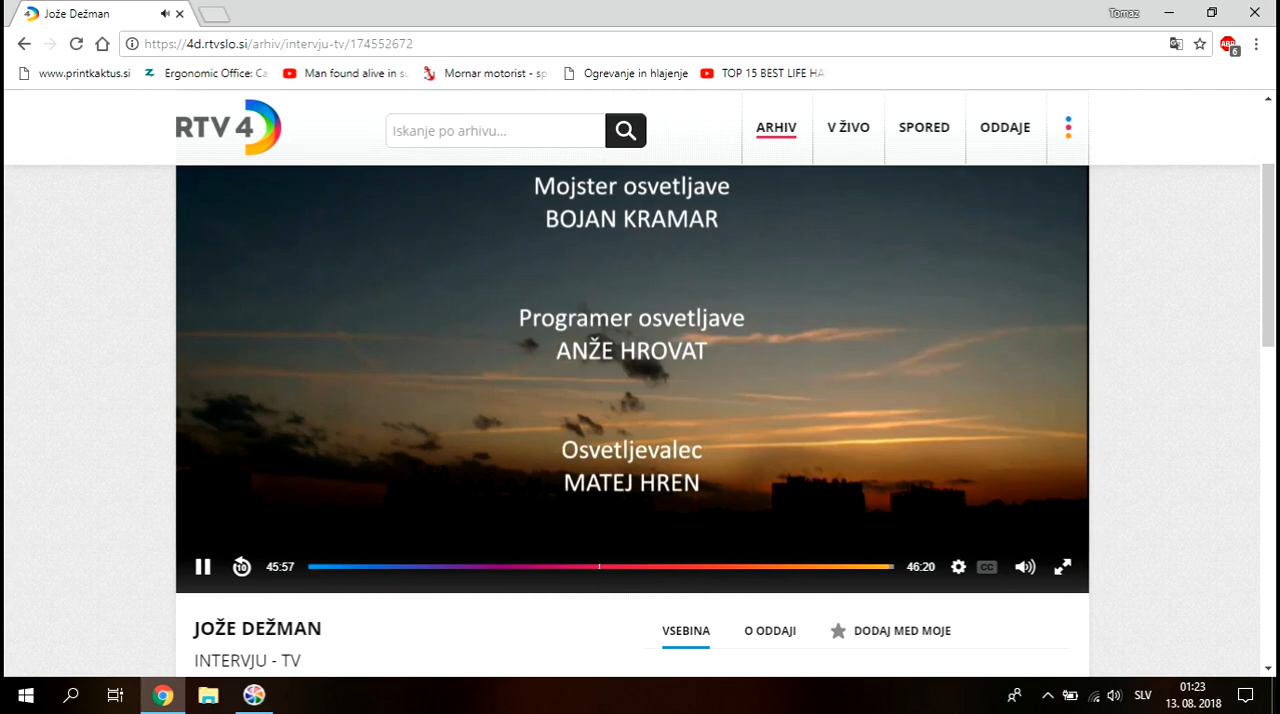 Jože Dežman
Tomaz
https://4d.rtvslo.si/arhiv/intervju-tv/174552672
ABP
6
www.printkaktus.si
Ergonomic Office: Ca
Man found alive in su
Mornar motorist - sp
Ogrevanje in hlajenje
TOP 15 BEST LIFE HA
RTV 4
Iskanje po arhivu...
ARHIV
V ŽIVO
SPORED
ODDAJE
Mojster osvetljave
BOJAN KRAMAR
Programer osvetljave
ANŽE HROVAT
Osvetljevalec
MATEJ HREN
10
45:57
46:20
CC
JOŽE DEŽMAN
VSEBINA
O ODDAJI
DODAJ MED MOJE
INTERVJU - TV
SLV
01:23
13. 08. 2018